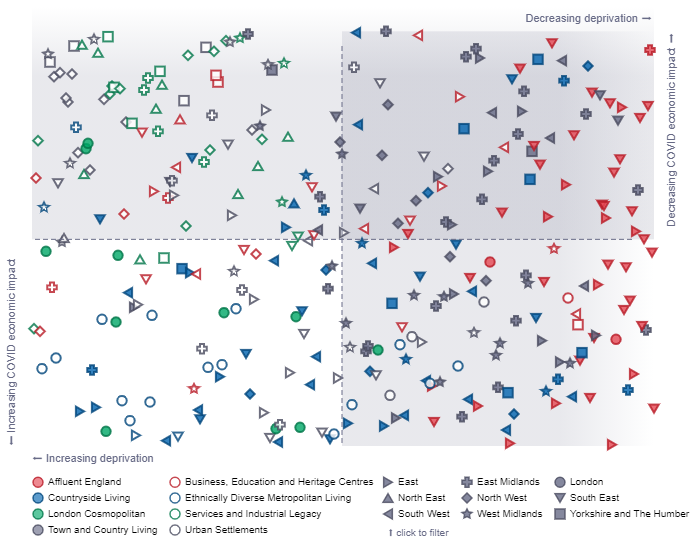 Decreasing deprivation →
Decreasing COVID economic impact →
← Increasing COVID economic impact
← Increasing deprivation
Affluent England
Business, Education and Heritage Centres
East
East Midlands
London
Countryside Living
Ethnically Diverse Metropolitan Living
North East
North West
South East
London Cosmopolitan
Services and Industrial Legacy
South West
West Midlands
Yorkshire and The Humber
Town and Country Living
Urban Settlements
↑ click to filter